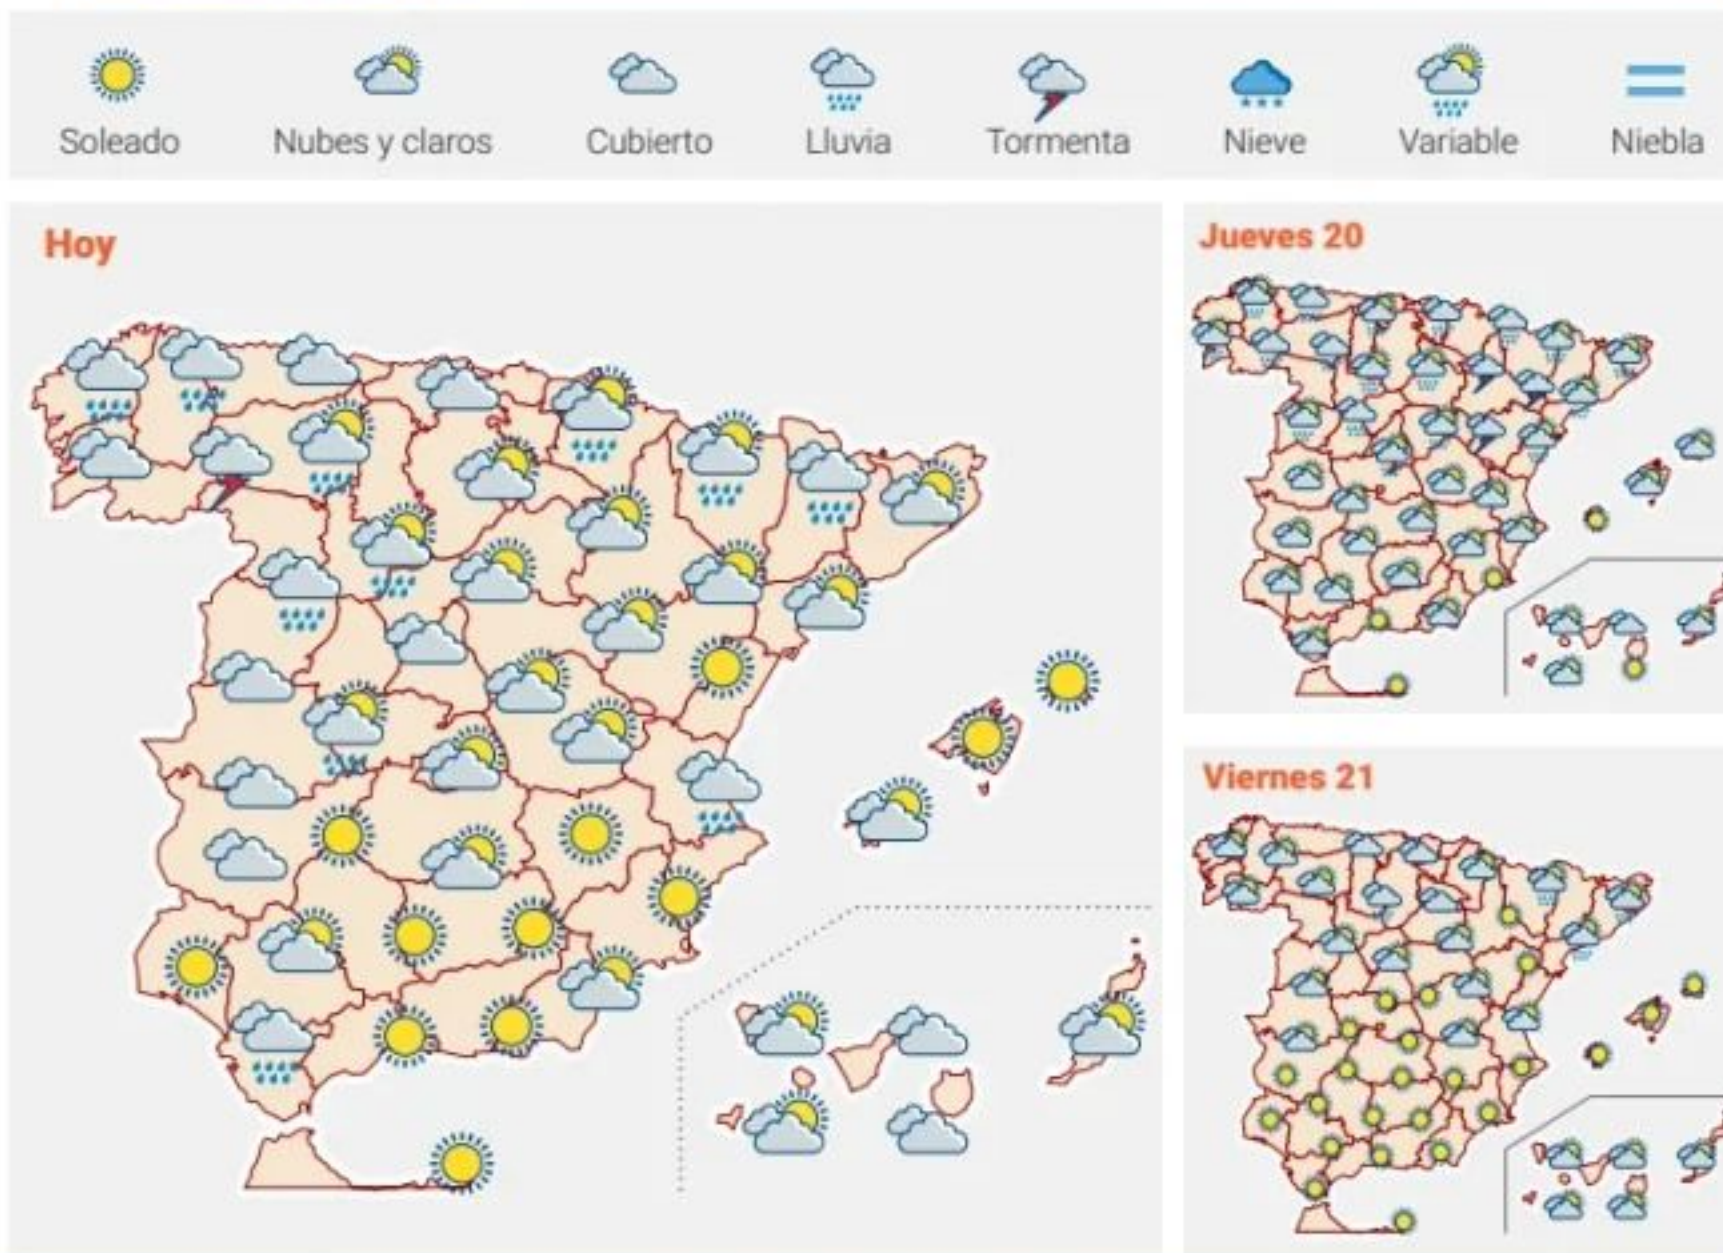 Soleado Nubes y claros Cubierto Lluvia Tormenta Nieve Variable Niebla
Hoy
Jueves 20
Viernes 21